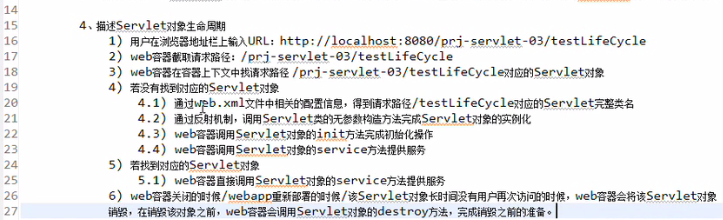 14
15 4、描述Servlet对象生命周期
16 1) 用户在浏览器地址栏上输入URL：http://localhost:8080/prj-servlet-03/testLifeCycle
17 2) web容器截取请求路径：/prj-servlet-03/testLifeCycle
18 3) web容器在容器上下文中找请求路径 /prj-servlet-03/testLifeCycle对应的Servlet对象
19 4) 若没有找到对应的Servlet对象
20 4.1) 通过web.xml文件中相关的配置信息，得到请求路径/testLifeCycle对应的Servlet完整类名
21 4.2) 通过反射机制，调用Servlet类的无参数构造方法完成Servlet对象的实例化
22 4.3) web容器调用Servlet对象的init方法完成初始化操作
23 4.4) web容器调用Servlet对象的service方法提供服务
24 5) 若找到对应的Servlet对象
25 5.1) web容器直接调用Servlet对象的service方法提供服务
26 6) web容器关闭的时候/webapp重新部署的时候/该Servlet对象长时间没有用户再次访问的时候，web容器会将该Servlet对象
27 销毁，在销毁该对象之前，web容器会调用Servlet对象的destroy方法，完成销毁之前的准备。